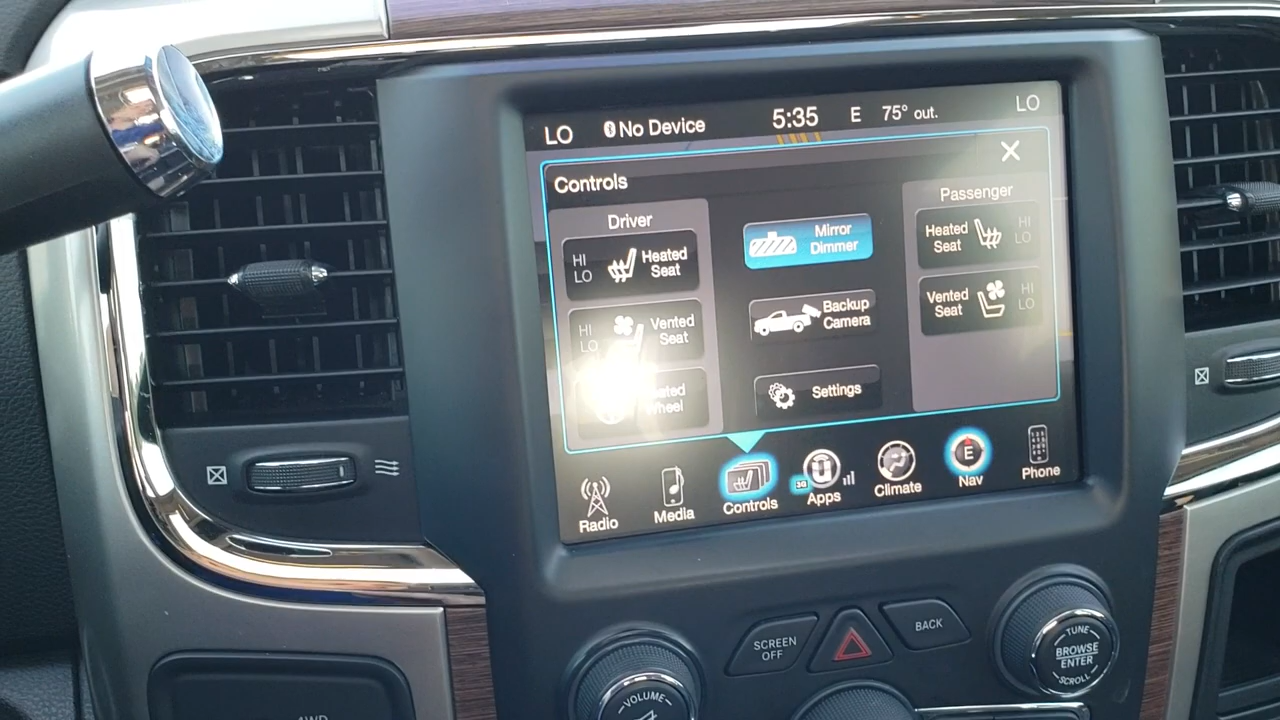 LO No Device 5:35 E 75° out. LO
Controls
Driver
HI
LO
Heated
Seat
HI
LO
Vented
Seat
Mirror
Dimmer
Backup
Camera
Settings
Passenger
Heated
Seat
HI
LO
Vented
Seat
HI
LO
Radio Media Controls 3G Apps Climate Nav Phone
E
SCREEN
OFF
BACK
VOLUME
TUNE
BROWSE
ENTER
SCROLL
4WD